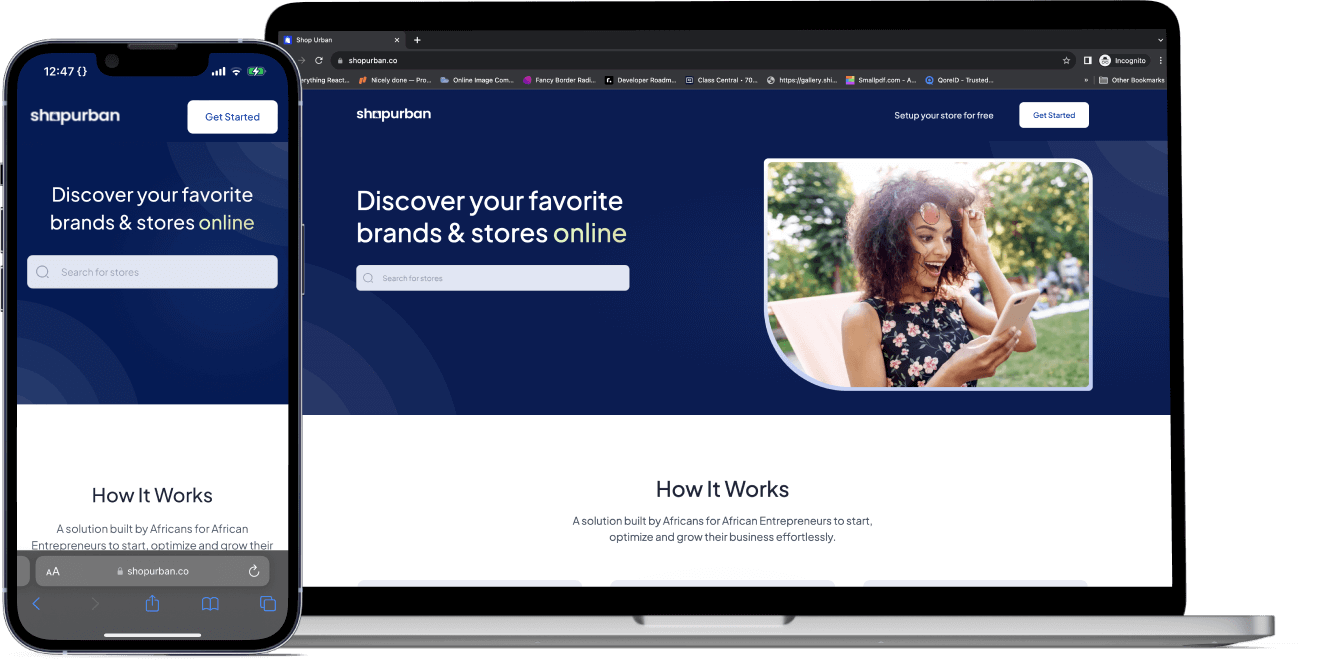 12:47 {}
shopurban
Get Started
Discover your favorite
brands & stores online
Search for stores
How It Works
A solution built by Africans for African
Entrepreneurs to start, optimize and grow their
AA
shopurban.co
Shop Urban
shopurban.co
Incognito
erything React...
Nicely done — Pro...
Online Image Com...
Fancy Border Radi...
Developer Roadm...
Class Central • 70...
https://gallery.shi...
Smallpdf.com - A...
QoreID - Trusted...
»
Other Bookmarks
shopurban
Setup your store for free
Get Started
Discover your favorite
brands & stores online
Search for stores
How It Works
A solution built by Africans for African Entrepreneurs to start,
optimize and grow their business effortlessly.